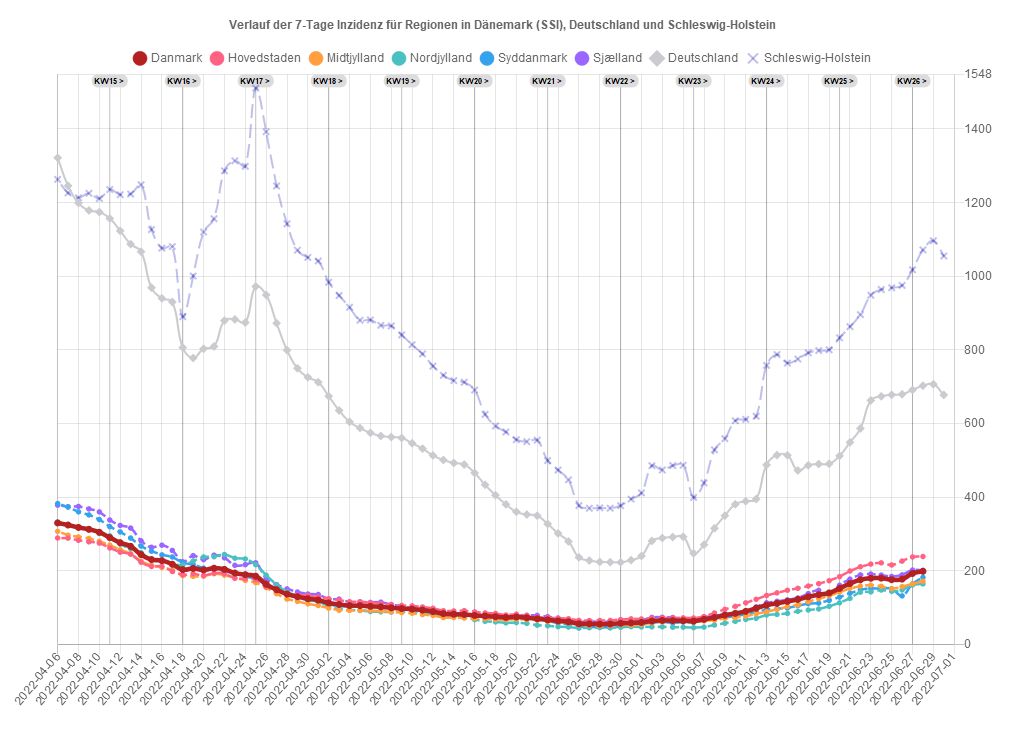 Verlauf der 7-Tage Inzidenz für Regionen in Dänemark (SSI), Deutschland und Schleswig-Holstein
Danmark Hovedstaden Midtjylland Nordjylland Syddanmark Sjælland Deutschland Schleswig-Holstein
KW15 > KW16 > KW17 > KW18 > KW19 > KW20 > KW21 > KW22 > KW23 > KW24 > KW25 > KW26 >
1548
1400
1200
1000
800
600
400
200
0
2022-04-06 2022-04-08 2022-04-10 2022-04-12 2022-04-14 2022-04-16 2022-04-18 2022-04-20 2022-04-22 2022-04-24 2022-04-26 2022-04-28 2022-04-30 2022-05-02 2022-05-04 2022-05-06 2022-05-08 2022-05-10 2022-05-12 2022-05-14 2022-05-16 2022-05-18 2022-05-20 2022-05-22 2022-05-24 2022-05-26 2022-05-28 2022-05-30 2022-06-01 2022-06-03 2022-06-05 2022-06-07 2022-06-09 2022-06-11 2022-06-13 2022-06-15 2022-06-17 2022-06-19 2022-06-21 2022-06-23 2022-06-25 2022-06-27 2022-06-29 2022-07-01